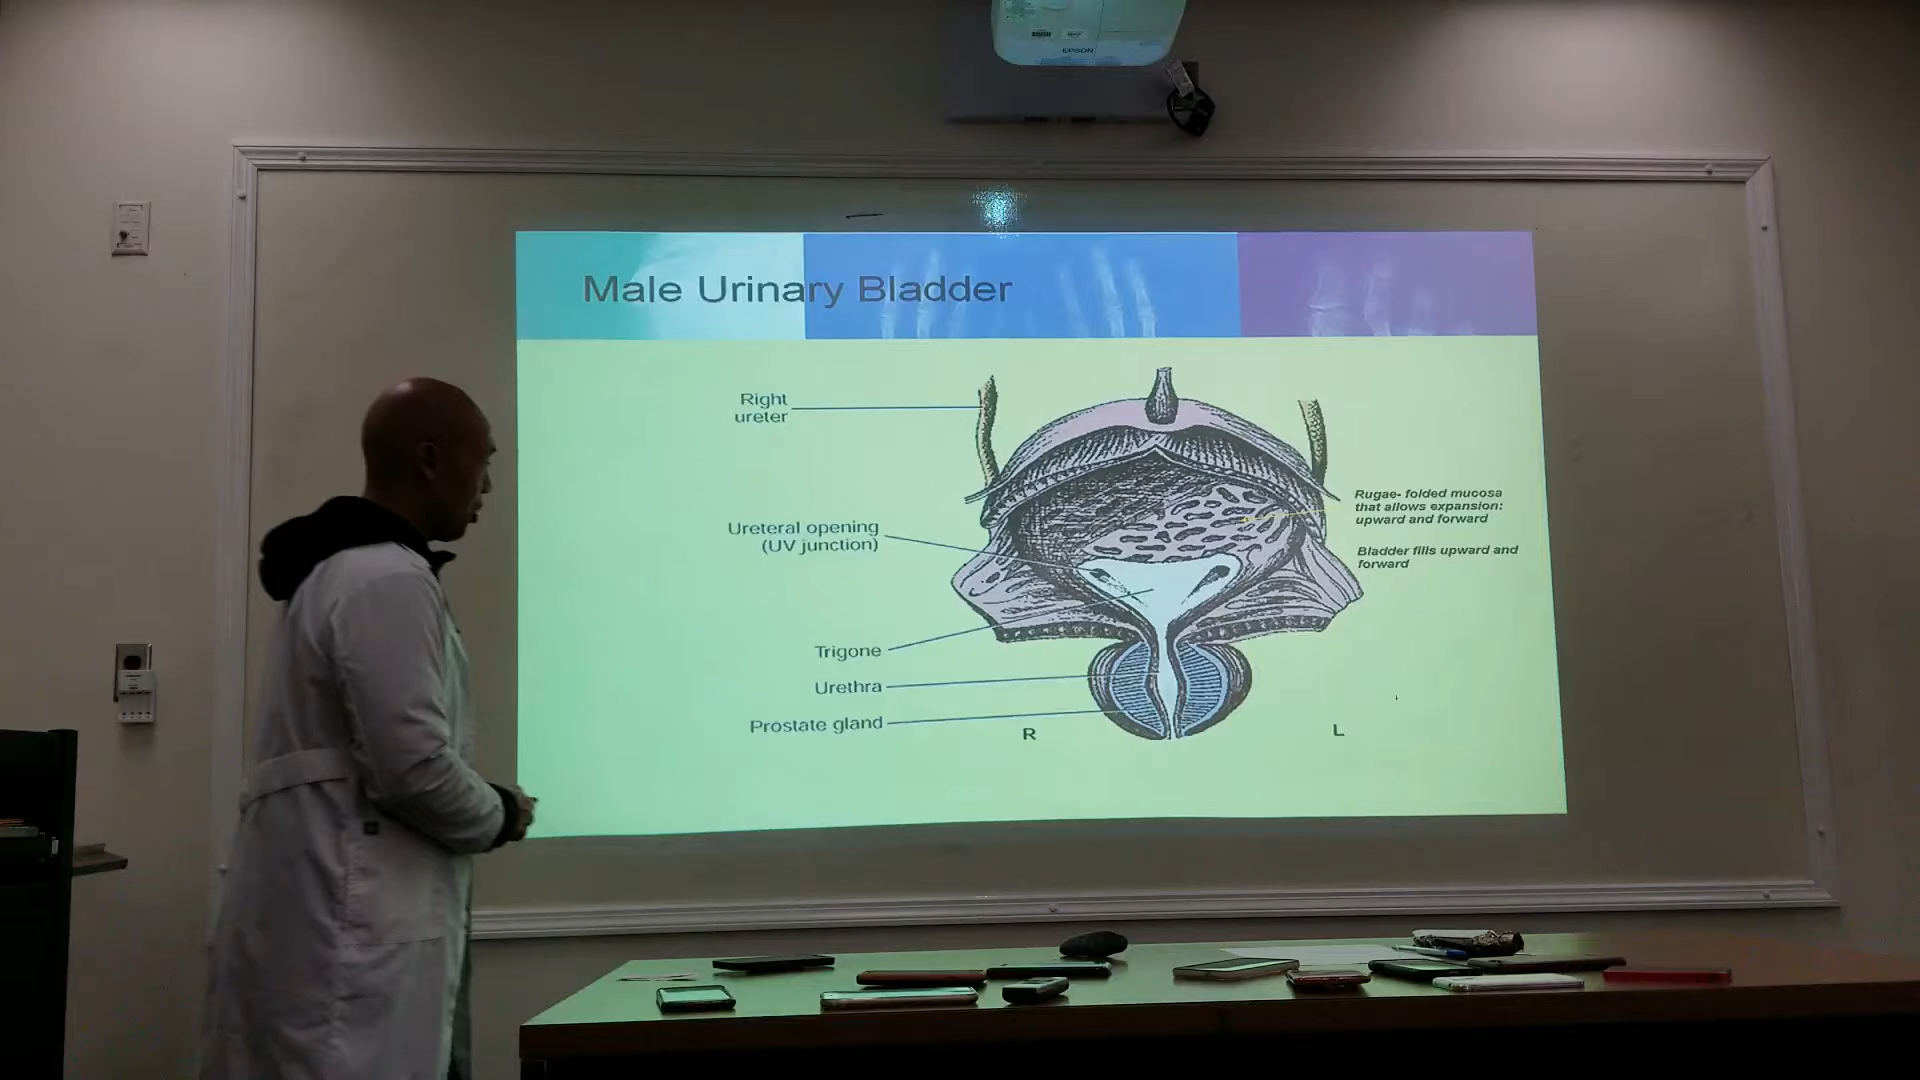 EPSON
Male Urinary Bladder
Right
ureter
Ureteral opening
(UV junction)
Rugae- folded mucosa
that allows expansion:
upward and forward
Bladder fills upward and
forward
Trigone
Urethra
Prostate gland
R
L